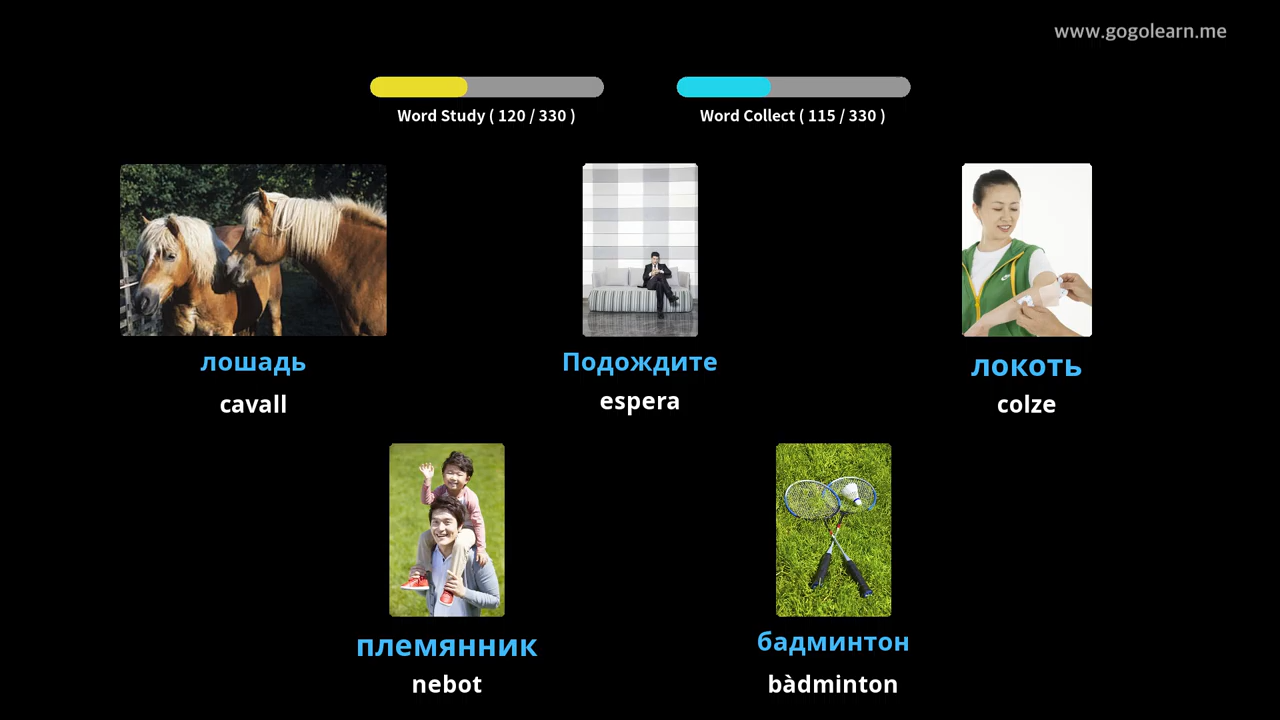 www.gogolearn.me
Word Study ( 120 / 330 )
Word Collect ( 115 / 330 )
лошадь
cavall
Подождите
espera
локоть
colze
племянник
nebot
бадминтон
bàdminton